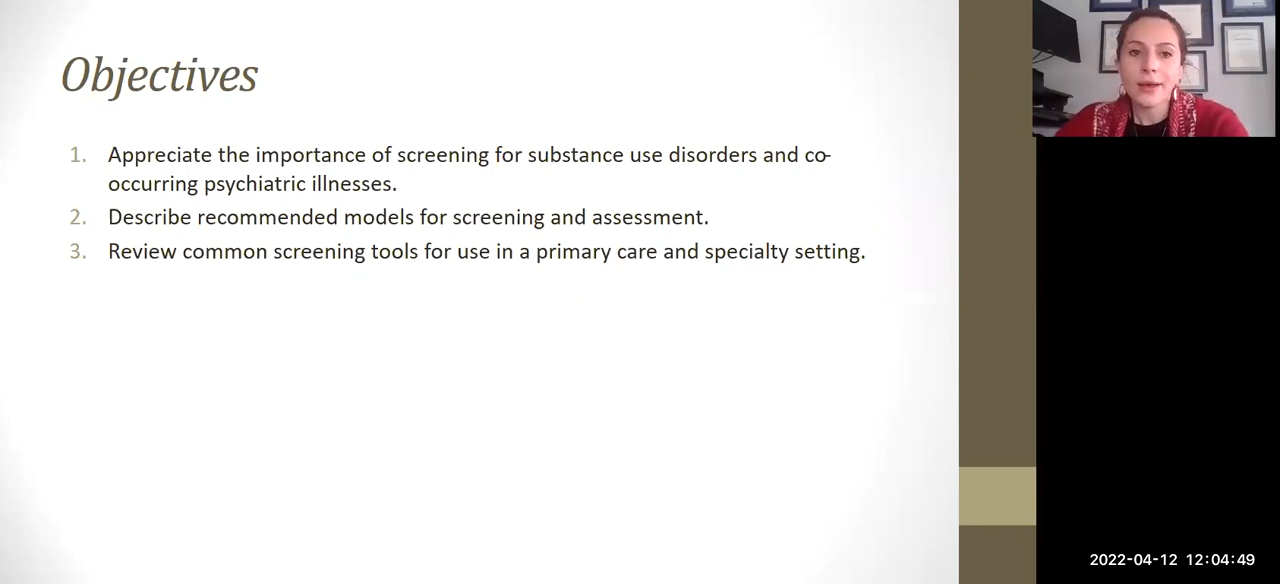 Objectives
1. Appreciate the importance of screening for substance use disorders and co-
occurring psychiatric illnesses.
2. Describe recommended models for screening and assessment.
3. Review common screening tools for use in a primary care and specialty setting.
2022-04-12 12:04:49